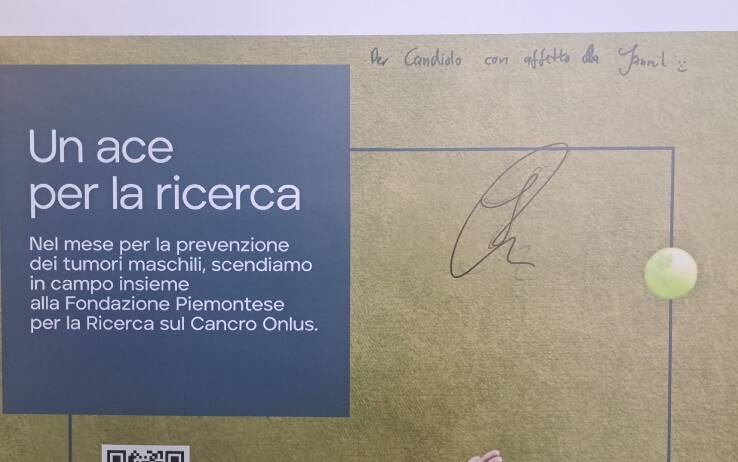 Per Candiolo con affetto da Jannik :)
Un ace
per la ricerca
Nel mese per la prevenzione
dei tumori maschili, scendiamo
in campo insieme
alla Fondazione Piemontese
per la Ricerca sul Cancro Onlus.